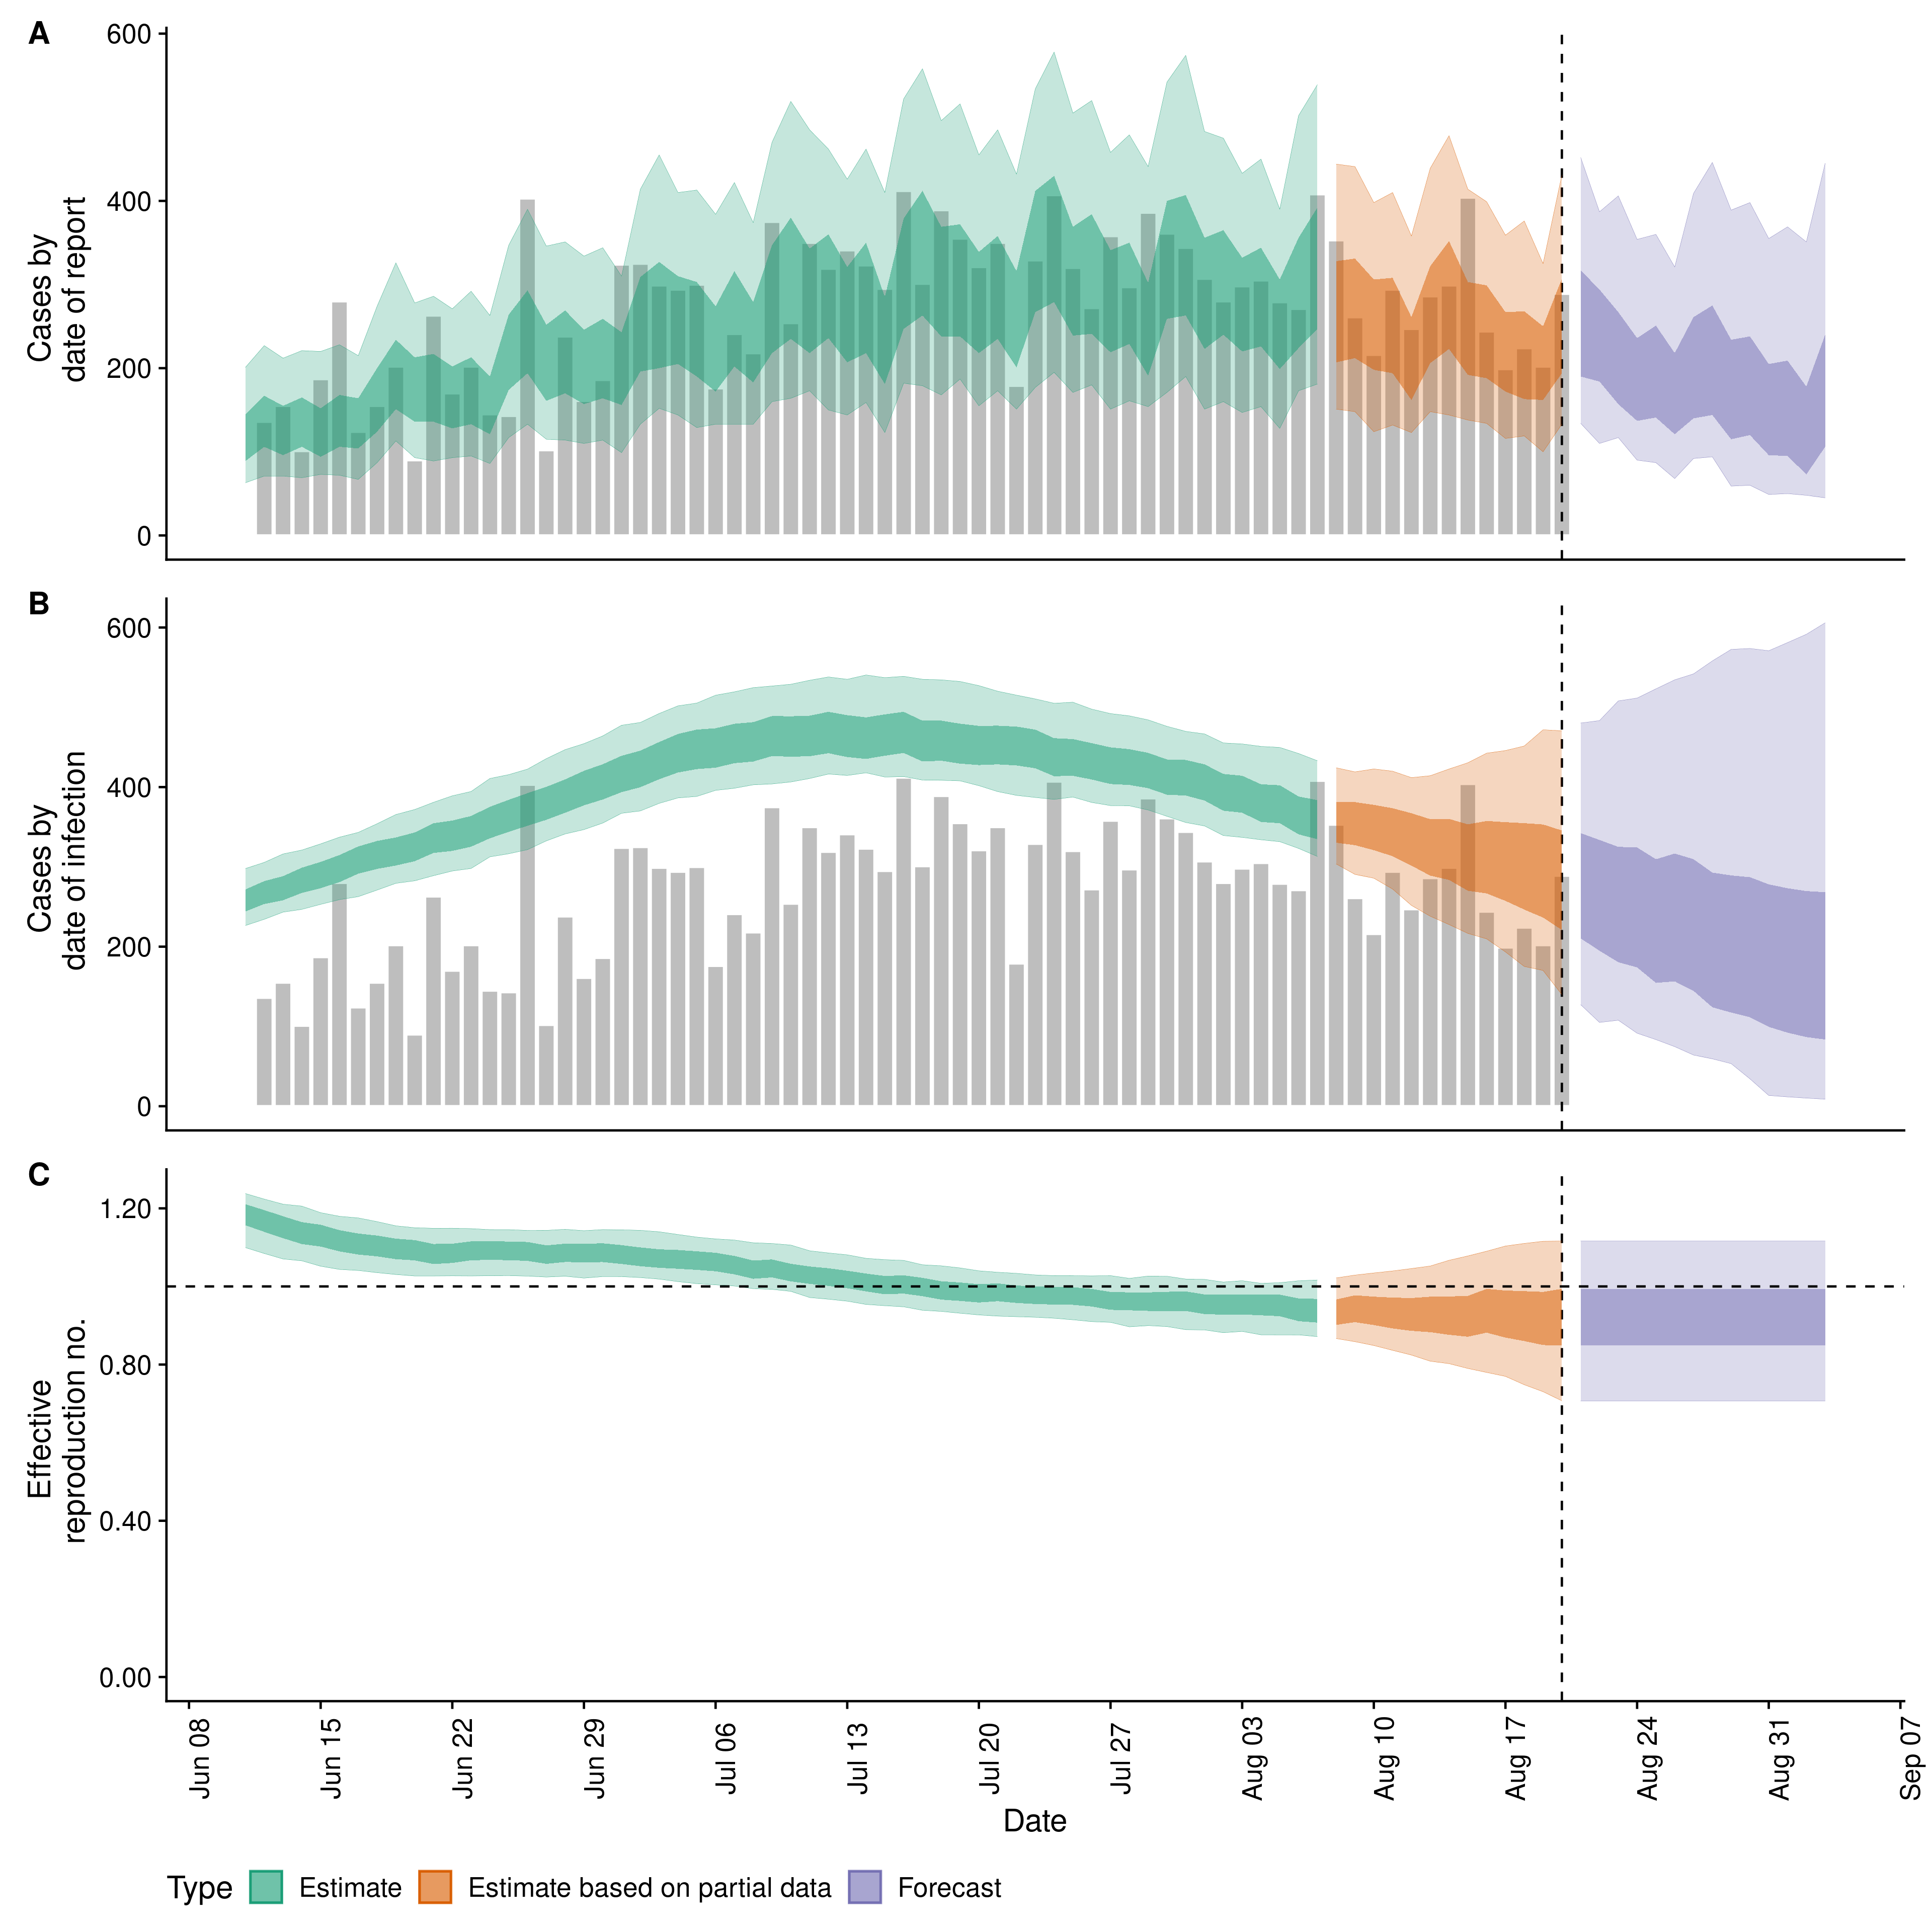 A
Cases by
date of report
600
400
200
0
B
Cases by
date of infection
600
400
200
0
C
Effective
reproduction no.
1.20
0.80
0.40
0.00
Jun 08
Jun 15
Jun 22
Jun 29
Jul 06
Jul 13
Jul 20
Jul 27
Aug 03
Aug 10
Aug 17
Aug 24
Aug 31
Sep 07
Date
Type Estimate Estimate based on partial data Forecast